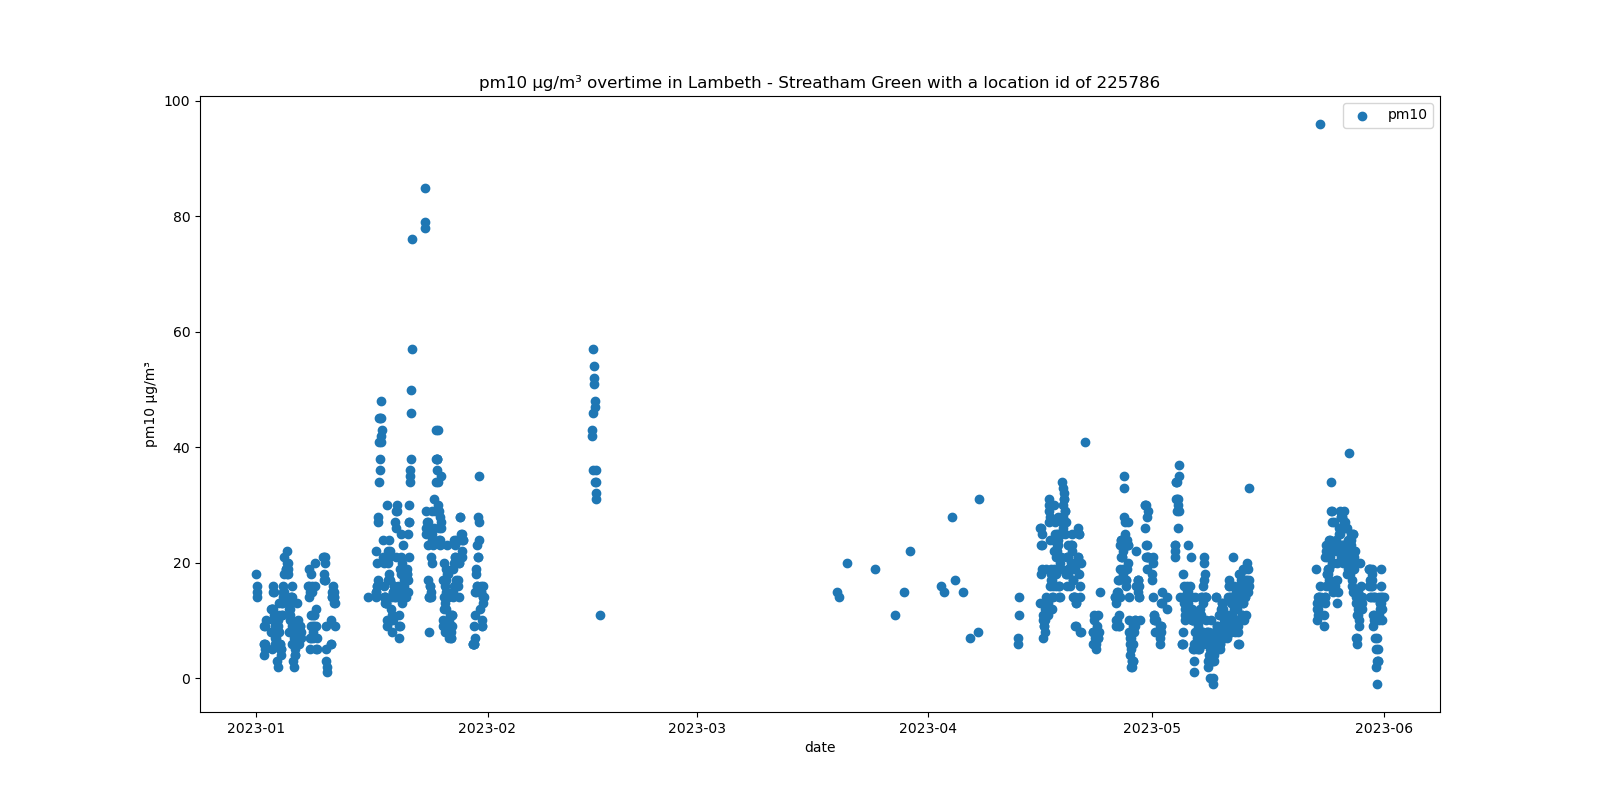 pm10 µg/m³ overtime in Lambeth - Streatham Green with a location id of 225786
pm10
100
80
60
40
20
0
pm10 µg/m³
2023-01 2023-02 2023-03 2023-04 2023-05 2023-06
date